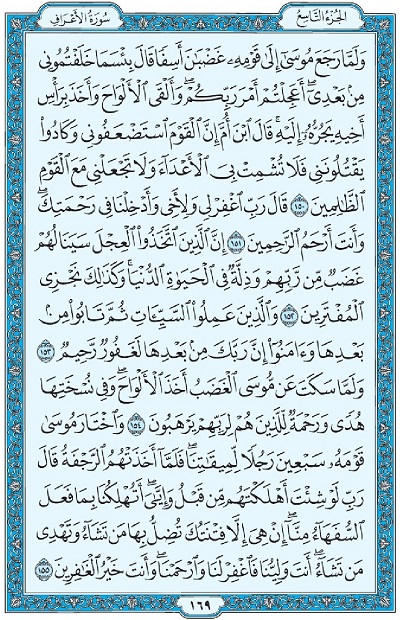 الجزء التاسع
سورة الأعراف
وَلَمَّا رَجَعَ مُوسَىٰٓ إِلَىٰ قَوْمِهِۦ غَضْبَٰنَ أَسِفًا قَالَ بِئْسَمَا خَلَفْتُمُونِى
مِنۢ بَعْدِىٓ ۖ أَعَجِلْتُمْ أَمْرَ رَبِّكُمْ ۖ وَأَلْقَى ٱلْأَلْوَاحَ وَأَخَذَ بِرَأْسِ
أَخِيهِ يَجُرُّهُۥٓ إِلَيْهِ ۚ قَالَ ٱبْنَ أُمَّ إِنَّ ٱلْقَوْمَ ٱسْتَضْعَفُونِى وَكَادُوا۟
يَقْتُلُونَنِى فَلَا تُشْمِتْ بِىَ ٱلْأَعْدَآءَ وَلَا تَجْعَلْنِى مَعَ ٱلْقَوْمِ
ٱلظَّٰلِمِينَ ١٥٠ قَالَ رَبِّ ٱغْفِرْ لِى وَلِأَخِى وَأَدْخِلْنَا فِى رَحْمَتِكَ ۖ
وَأَنتَ أَرْحَمُ ٱلرَّٰحِمِينَ ١٥١ إِنَّ ٱلَّذِينَ ٱتَّخَذُوا۟ ٱلْعِجْلَ سَيَنَالُهُمْ
غَضَبٌ مِّن رَّبِّهِمْ وَذِلَّةٌ فِى ٱلْحَيَوٰةِ ٱلدُّنْيَا ۚ وَكَذَٰلِكَ نَجْزِى
ٱلْمُفْتَرِينَ ١٥٢ وَٱلَّذِينَ عَمِلُوا۟ ٱلسَّيِّـَٔاتِ ثُمَّ تَابُوا۟ مِنۢ
بَعْدِهَا وَءَامَنُوٓا۟ إِنَّ رَبَّكَ مِنۢ بَعْدِهَا لَغَفُورٌ رَّحِيمٌ ١٥٣
وَلَمَّا سَكَتَ عَن مُّوسَى ٱلْغَضَبُ أَخَذَ ٱلْأَلْوَاحَ ۖ وَفِى نُسْخَتِهَا
هُدًى وَرَحْمَةٌ لِّلَّذِينَ هُمْ لِرَبِّهِمْ يَرْهَبُونَ ١٥٤ وَٱخْتَارَ مُوسَىٰ
قَوْمَهُۥ سَبْعِينَ رَجُلًا لِّمِيقَٰتِنَا ۖ فَلَمَّآ أَخَذَتْهُمُ ٱلرَّجْفَةُ قَالَ
رَبِّ لَوْ شِئْتَ أَهْلَكْتَهُم مِّن قَبْلُ وَإِيَّٰىَ ۖ أَتُهْلِكُنَا بِمَا فَعَلَ
ٱلسُّفَهَآءُ مِنَّآ ۖ إِنْ هِىَ إِلَّا فِتْنَتُكَ تُضِلُّ بِهَا مَن تَشَآءُ وَتَهْدِى
مَن تَشَآءُ ۖ أَنتَ وَلِيُّنَا فَٱغْفِرْ لَنَا وَٱرْحَمْنَا ۖ وَأَنتَ خَيْرُ ٱلْغَٰفِرِينَ ١٥٥
١٦٩